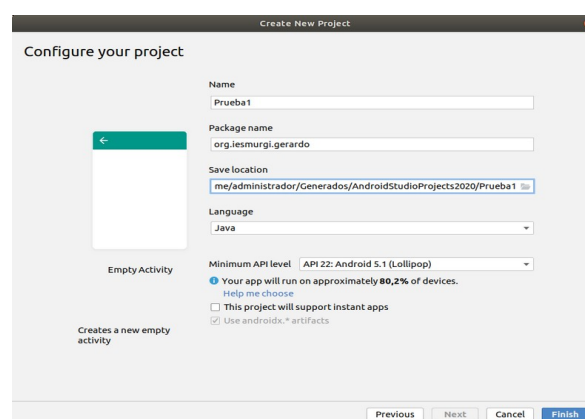 Create New Project
Configure your project
Name
Prueba1
Package name
org.iesmurgi.gerardo
Save location
me/administrador/Generados/AndroidStudioProjects2020/Prueba1
Language
Java
Minimum API level API 22: Android 5.1 (Lollipop)
Your app will run on approximately 80,2% of devices.
Help me choose
This project will support instant apps
Use androidx.* artifacts
Empty Activity
Creates a new empty
activity
Previous Next Cancel Finish